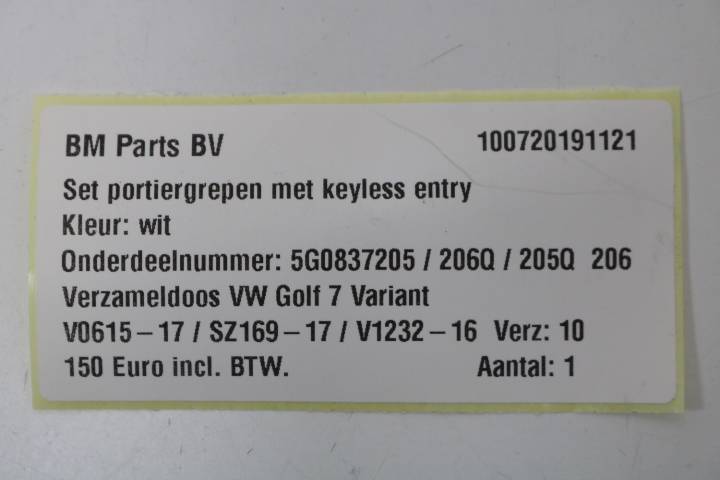 BM Parts BV 100720191121
Set portiergrepen met keyless entry
Kleur: wit
Onderdeelnummer: 5G0837205 / 206Q / 205Q 206
Verzameldoos VW Golf 7 Variant
V0615-17 / SZ169-17 / V1232-16 Verz: 10
150 Euro incl. BTW. Aantal: 1